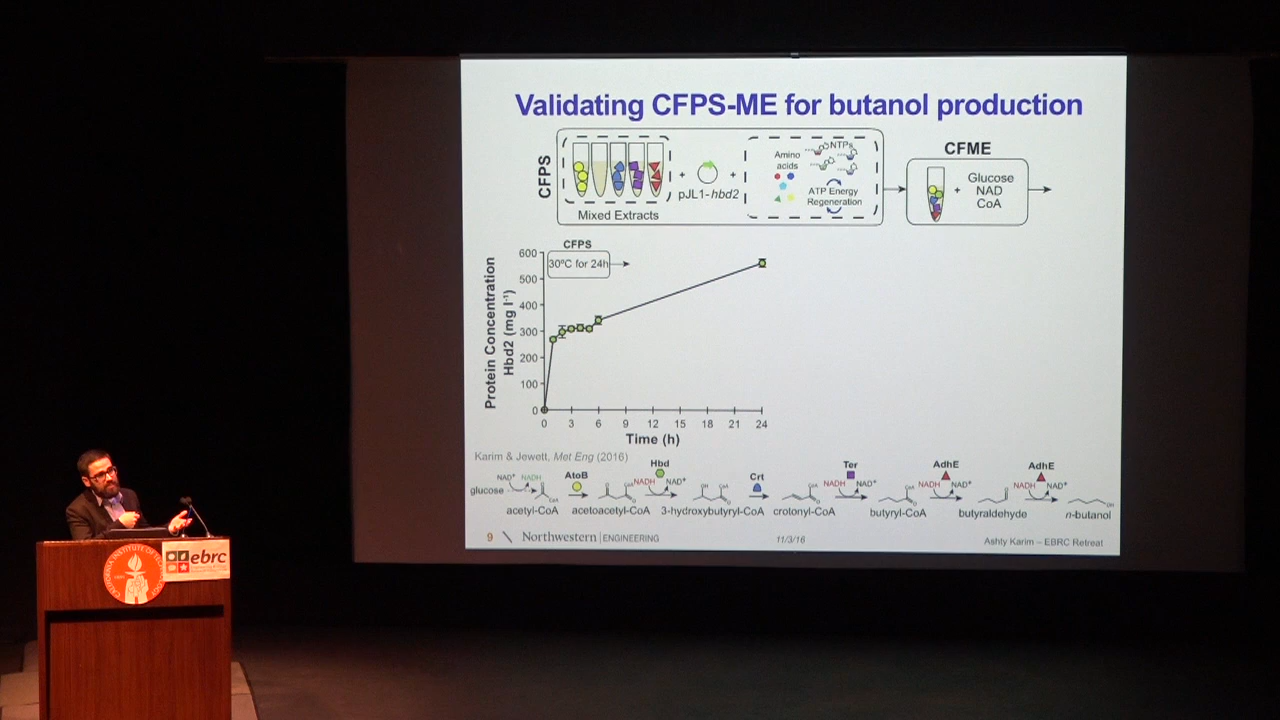 Validating CFPS-ME for butanol production
CFPS
Mixed Extracts
+
pJL1-hbd2
+
Amino
acids
NTPs
ATP Energy
Regeneration
CFME
+
Glucose
NAD
CoA
CFPS
30ºC for 24h
Protein Concentration
Hbd2 (mg l⁻¹)
600
500
400
300
200
100
0
0 3 6 9 12 15 18 21 24
Time (h)
Karim & Jewett, Met Eng (2016)
glucose
NAD⁺ NADH
acetyl-CoA
AtoB
acetoacetyl-CoA
Hbd
NADH NAD⁺
3-hydroxybutyryl-CoA
Crt
crotonyl-CoA
Ter
NADH NAD⁺
butyryl-CoA
AdhE
NADH NAD⁺
butyraldehyde
AdhE
NADH NAD⁺
n-butanol
9 \ Northwestern | ENGINEERING
11/3/16
Ashty Karim – EBRC Retreat
ebrc